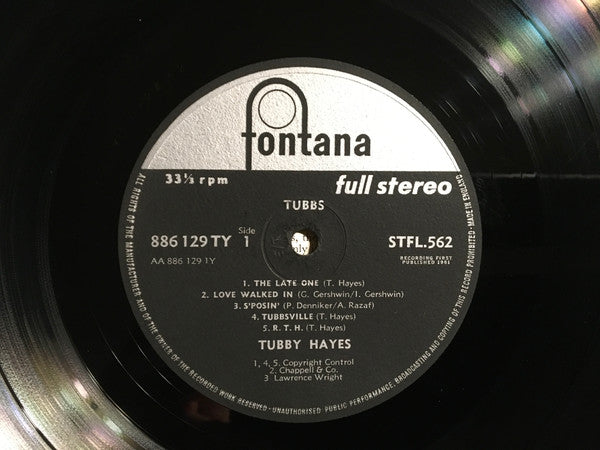 fontana
33⅓ rpm
full stereo
TUBBS
886 129 TY
Side
1
STFL.562
AA 886 129 1Y
RECORDING FIRST
PUBLISHED 1961
1. THE LATE ONE (T. Hayes)
2. LOVE WALKED IN (G. Gershwin/I. Gershwin)
3. S'POSIN' (P. Denniker/A. Razaf)
4. TUBBSVILLE (T. Hayes)
5. R. T. H. (T. Hayes)
TUBBY HAYES
1, 4, 5, Copyright Control
2. Chappell & Co.
3 Lawrence Wright
ALL RIGHTS OF THE MANUFACTURER AND OF THE OWNER OF THE RECORDED WORK RESERVED · UNAUTHORISED PUBLIC PERFORMANCE, BROADCASTING AND COPYING OF THIS RECORD PROHIBITED · MADE IN ENGLAND